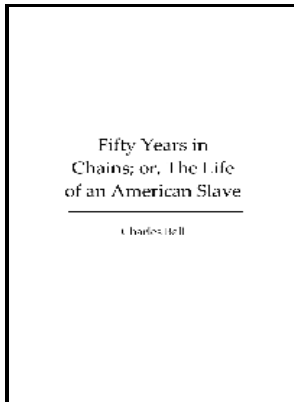 Fifty Years in
Chains; or, The Life
of an American Slave
Charles Ball